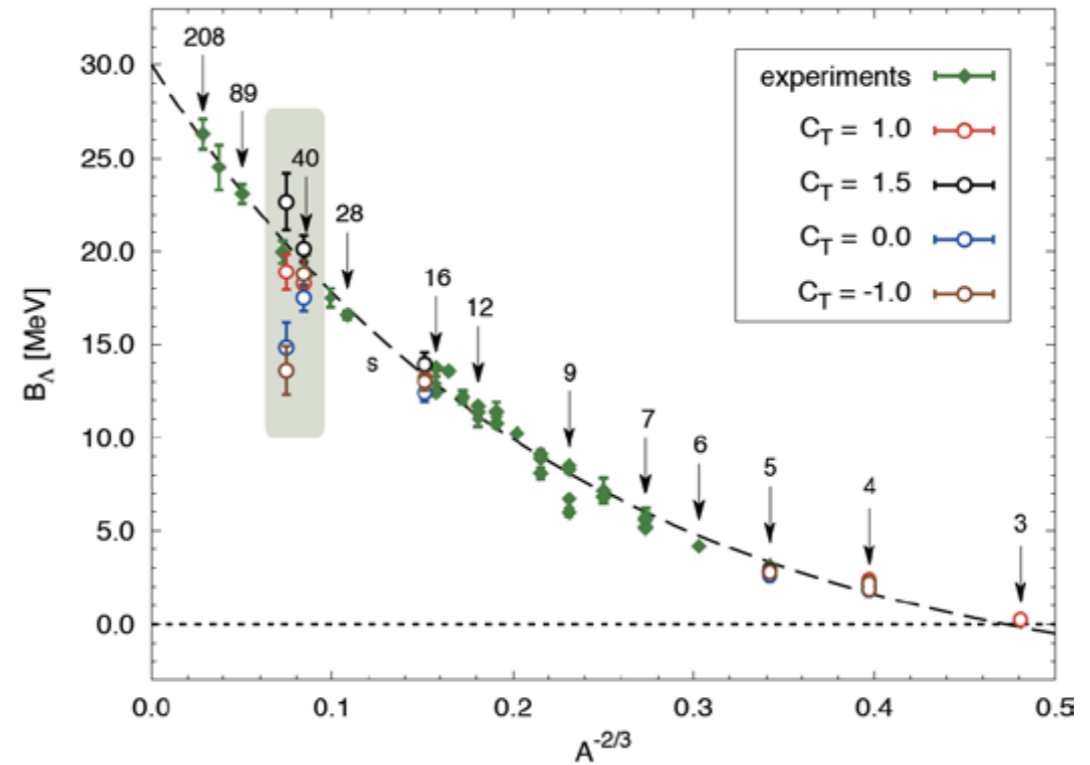 208
30.0
89
40
25.0
28
20.0
16
12
15.0
s
9
10.0
7
6
5
4
5.0
3
0.0
B_Λ [MeV]
experiments
C_T = 1.0
C_T = 1.5
C_T = 0.0
C_T = -1.0
0.0 0.1 0.2 0.3 0.4 0.5
A^{-2/3}